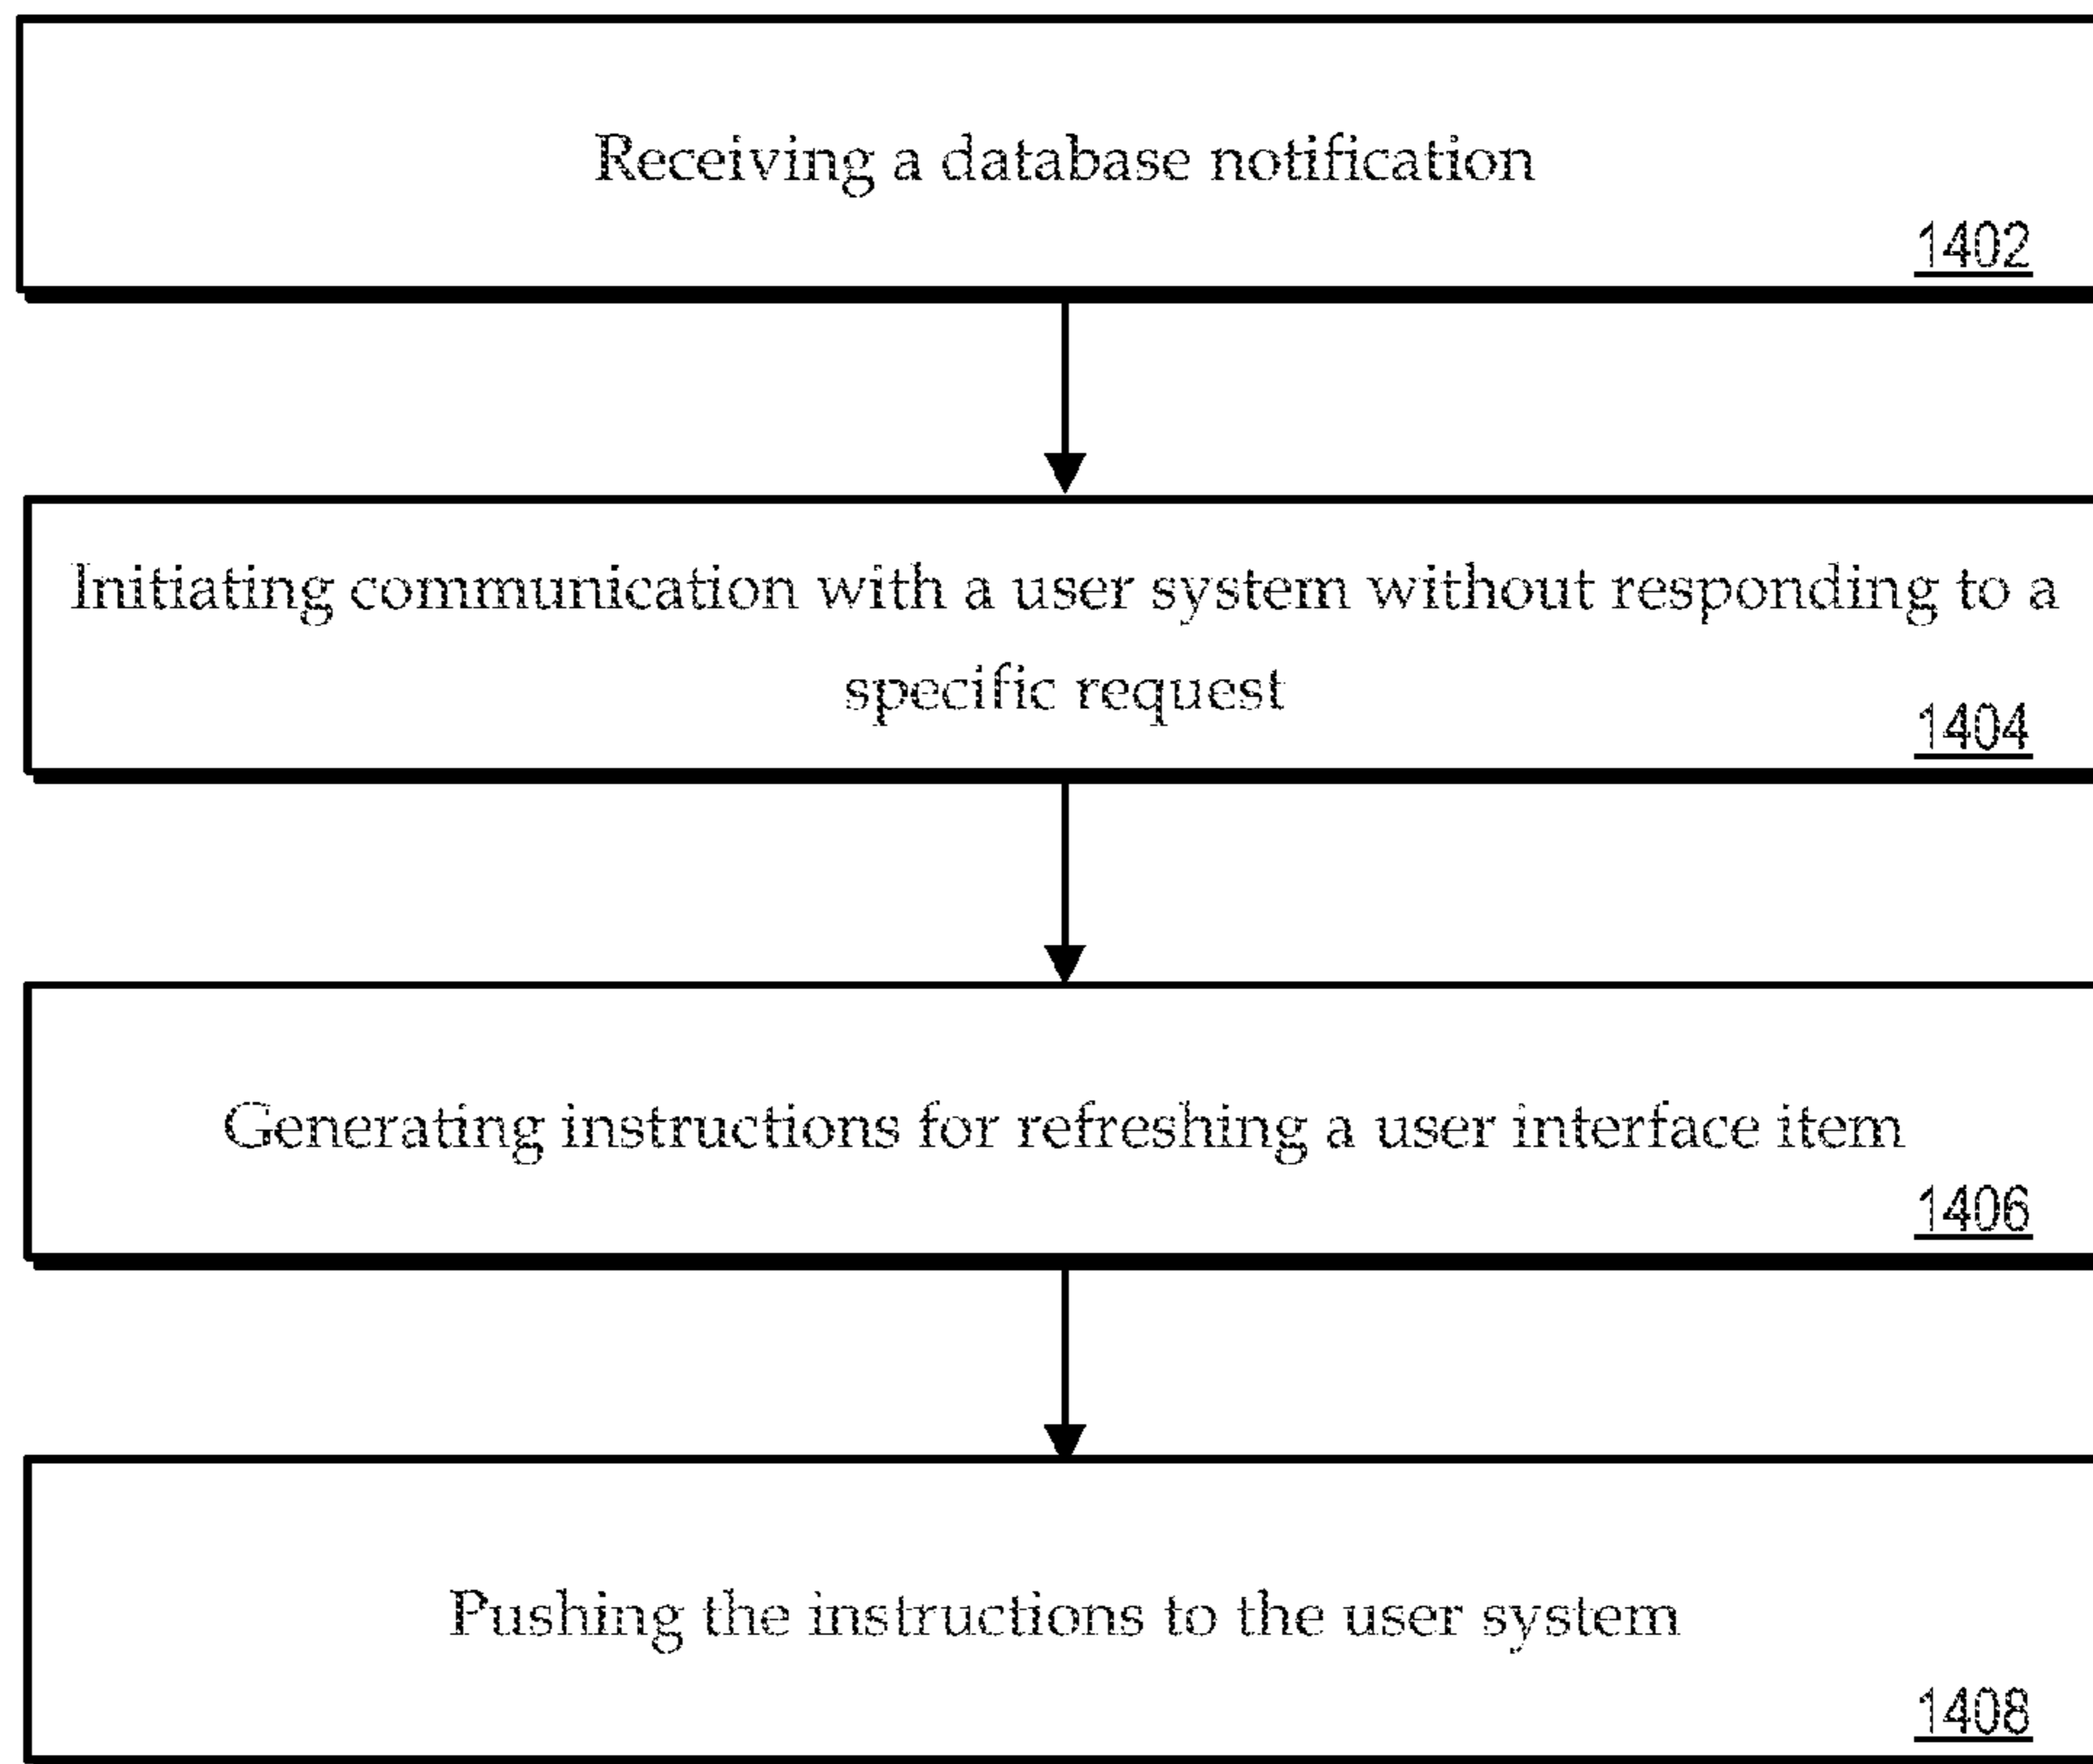 Receiving a database notification
1402
Initiating communication with a user system without responding to a
specific request
1404
Generating instructions for refreshing a user interface item
1406
Pushing the instructions to the user system
1408